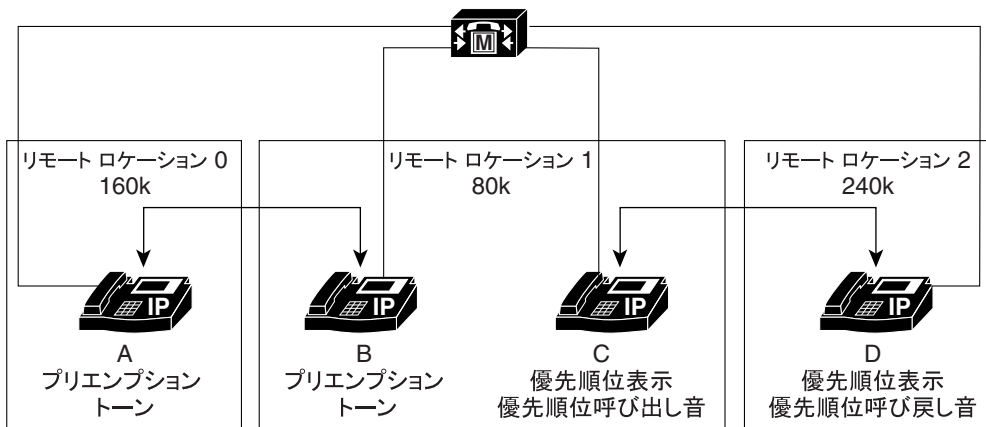 M
リモート ロケーション 0
160k
リモート ロケーション 1
80k
リモート ロケーション 2
240k
IP
IP
IP
IP
A
プリエンプション
トーン
B
プリエンプション
トーン
C
優先順位表示
優先順位呼び出し音
D
優先順位表示
優先順位呼び戻し音